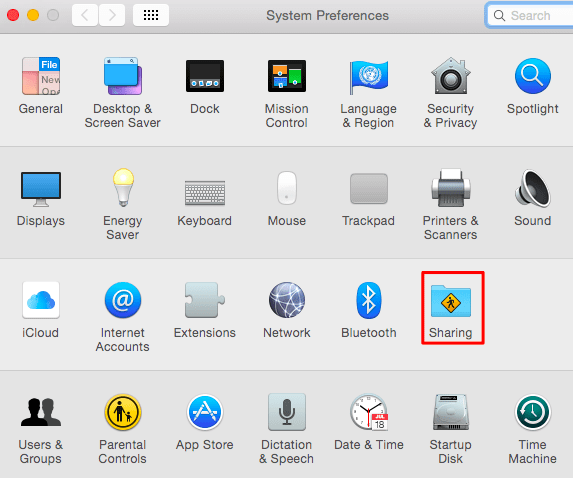 System Preferences
Search
File
New
Ope
General
Desktop &
Screen Saver
Dock
Mission
Control
Language
& Region
Security
& Privacy
Spotlight
Displays
Energy
Saver
Keyboard
Mouse
Trackpad
Printers &
Scanners
Sound
iCloud
@
Internet
Accounts
Extensions
Network
Bluetooth
Sharing
Users &
Groups
Parental
Controls
App Store
Dictation
& Speech
JUL
18
Date & Time
Startup
Disk
Time
Machine